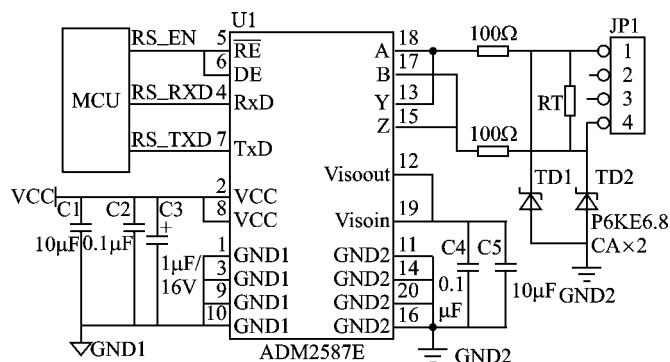 U1
JP1
RS_EN 5 RE 18 A 100Ω 1
6 DE 17 B 2
MCU RS_RXD 4 RxD 13 Y RT 3
15 Z 4
RS_TXD 7 TxD 100Ω
12 Visoout TD1 TD2
VCC 2 VCC
C1 C2 C3 8 VCC 19 Visoin P6KE6.8
10μF 0.1μF + CA×2
1 GND1 11 GND2 C4 C5
1μF/ 3 GND1 14 GND2 0.1 10μF GND2
16V 9 GND1 20 GND2 μF
10 GND1 16 GND2
GND1 ADM2587E GND2